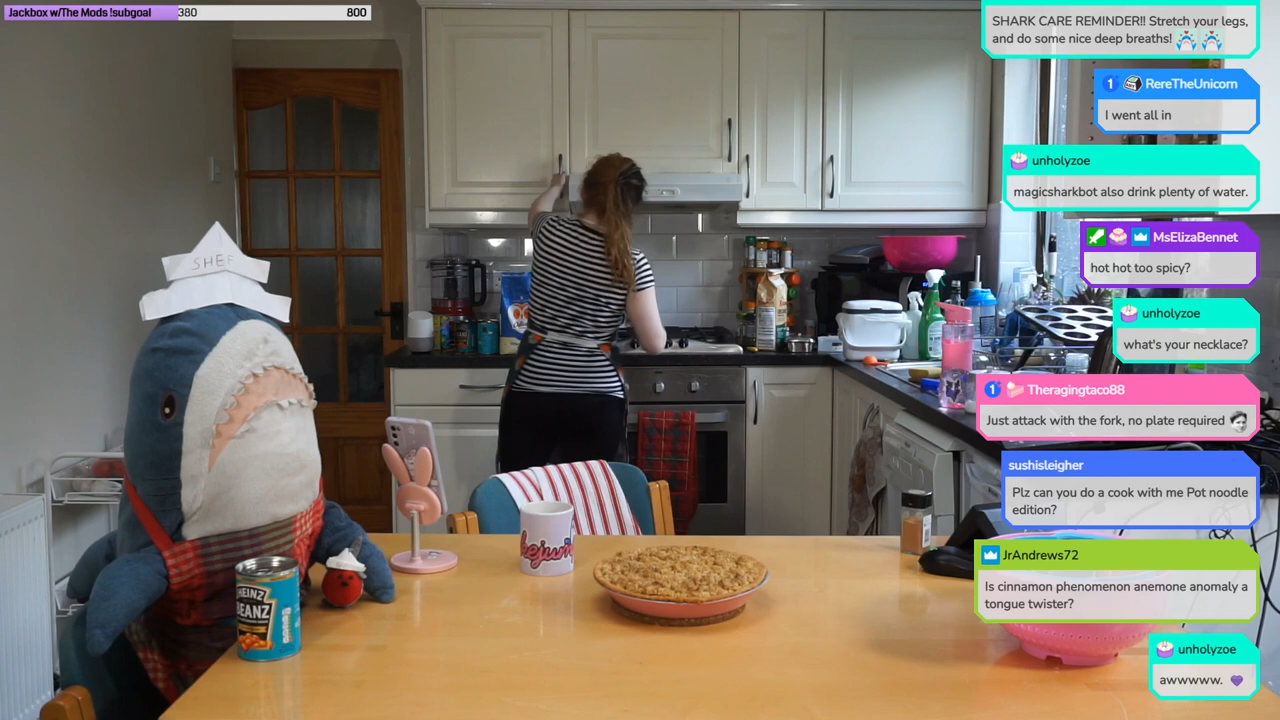 Jackbox w/The Mods !subgoal
380
800
SHARK CARE REMINDER!! Stretch your legs,
and do some nice deep breaths!
1 RereTheUnicorn
I went all in
unholyzoe
magicsharkbot also drink plenty of water.
MsElizaBennet
hot hot too spicy?
unholyzoe
what's your necklace?
1 Theragingtaco88
Just attack with the fork, no plate required
sushisleigher
Plz can you do a cook with me Pot noodle
edition?
JrAndrews72
Is cinnamon phenomenon anemone anomaly a
tongue twister?
unholyzoe
awwwww.
SHEF
HEINZ
BEANZ